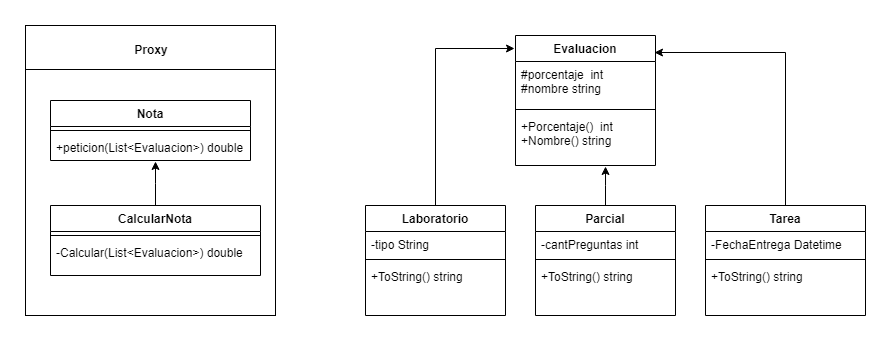 Proxy
Nota
+peticion(List<Evaluacion>) double
CalcularNota
-Calcular(List<Evaluacion>) double
Evaluacion
#porcentaje  int
#nombre string
+Porcentaje()  int
+Nombre() string
Laboratorio
-tipo String
+ToString() string
Parcial
-cantPreguntas int
+ToString() string
Tarea
-FechaEntrega Datetime
+ToString() string